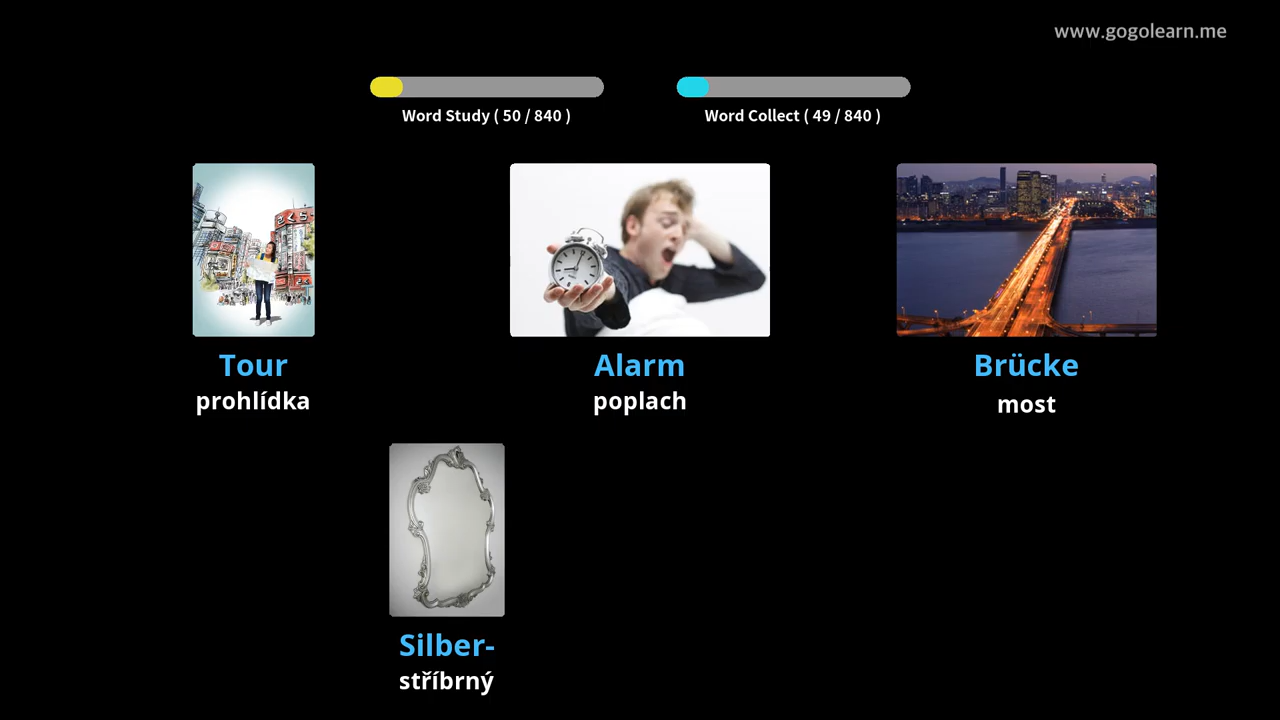 www.gogolearn.me
Word Study ( 50 / 840 )
Word Collect ( 49 / 840 )
Tour
prohlídka
Alarm
poplach
Brücke
most
Silber-
stříbrný